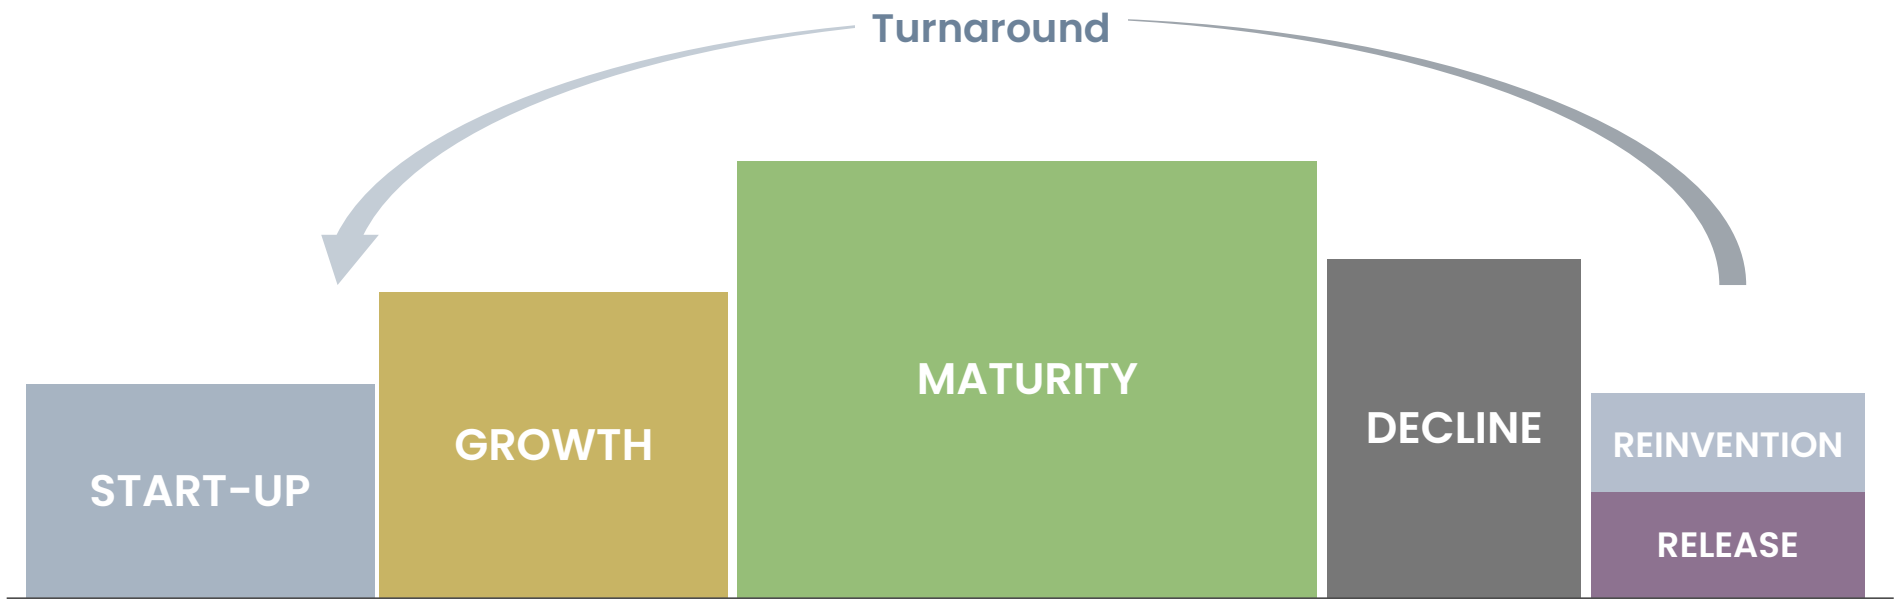 Turnaround
START-UP
GROWTH
MATURITY
DECLINE
REINVENTION
RELEASE